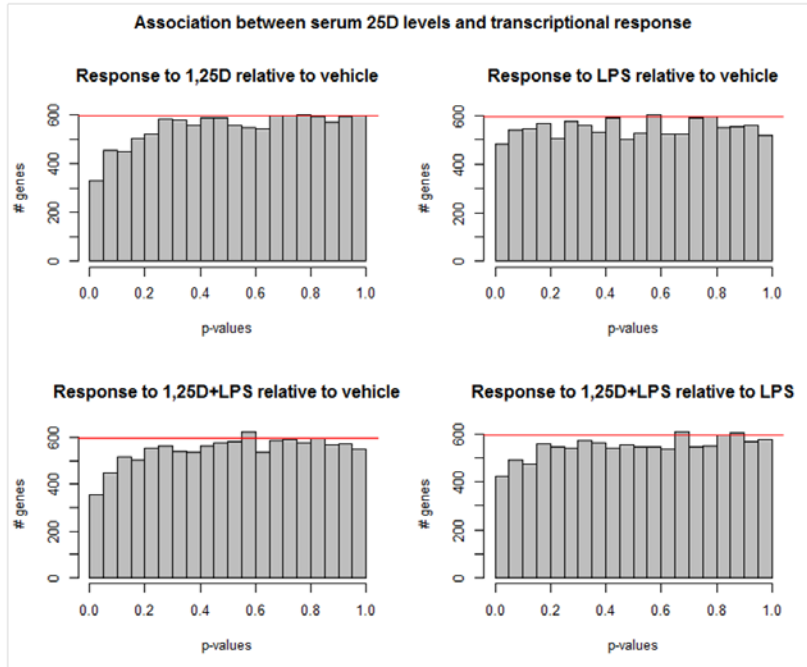 Association between serum 25D levels and transcriptional response
Response to 1,25D relative to vehicle
# genes
0 200 400 600
0.0 0.2 0.4 0.6 0.8 1.0
p-values
Response to LPS relative to vehicle
# genes
0 200 400 600
0.0 0.2 0.4 0.6 0.8 1.0
p-values
Response to 1,25D+LPS relative to vehicle
# genes
0 200 400 600
0.0 0.2 0.4 0.6 0.8 1.0
p-values
Response to 1,25D+LPS relative to LPS
# genes
0 200 400 600
0.0 0.2 0.4 0.6 0.8 1.0
p-values